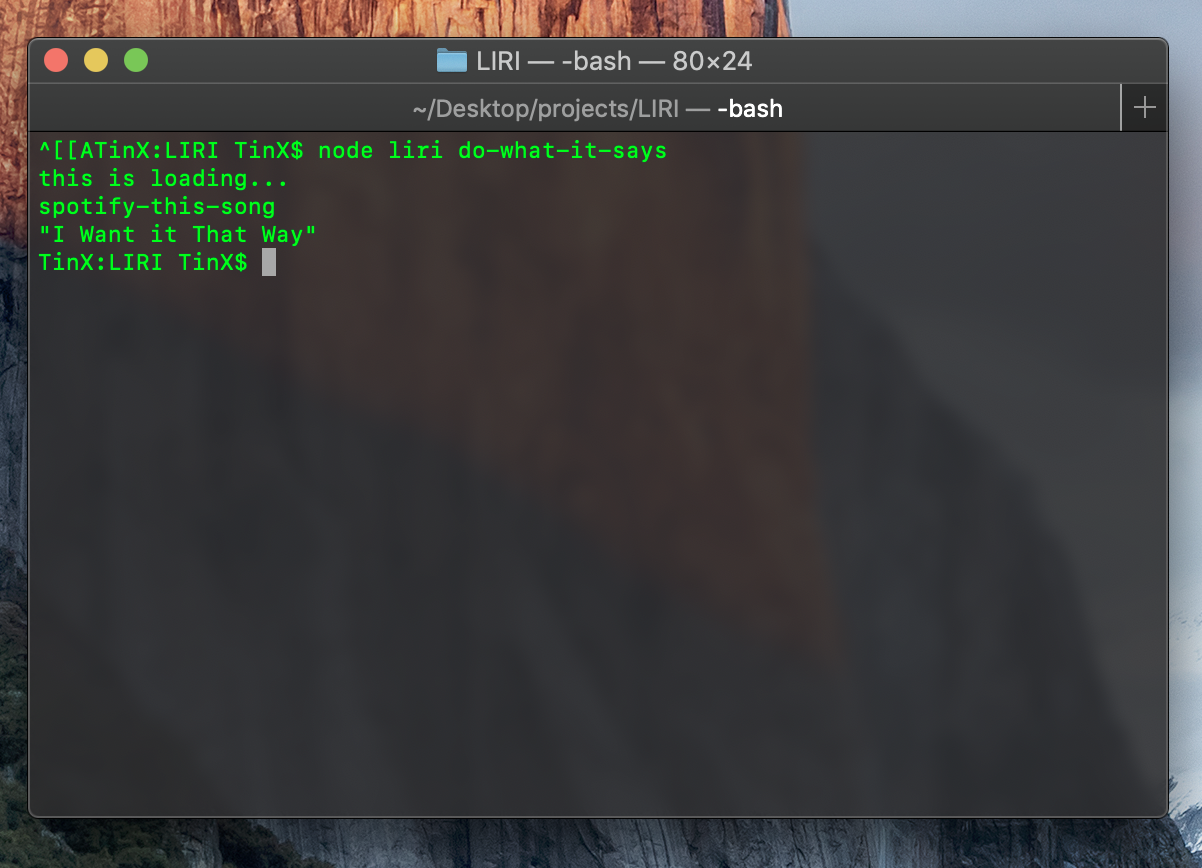 LIRI — -bash — 80×24
~/Desktop/projects/LIRI — -bash
^[[ATinX:LIRI TinX$ node liri do-what-it-says
this is loading...
spotify-this-song
"I Want it That Way"
TinX:LIRI TinX$